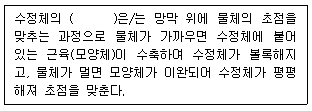 수정체의 (      )은/는 망막 위에 물체의 초점을
맞추는 과정으로 물체가 가까우면 수정체에 붙어
있는 근육(모양체)이 수축하며 수정체가 볼록해지
고, 물체가 멀면 모양체가 이완되어 수정체가 평평
해져 초점을 맞춘다.